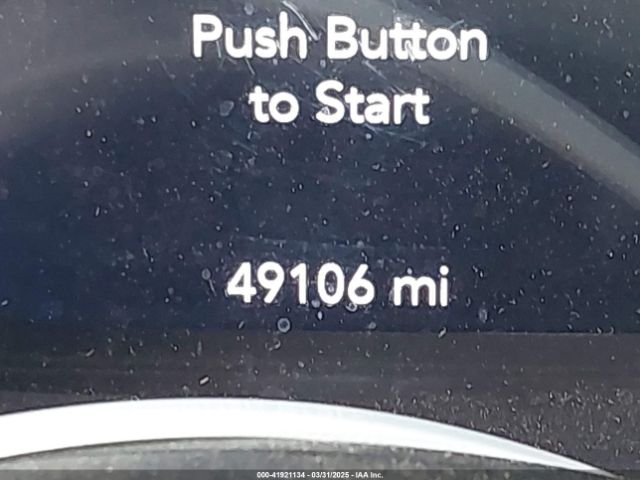 Push Button
to Start
49106 mi
000-41921134 - 03/31/2025 - IAA Inc.